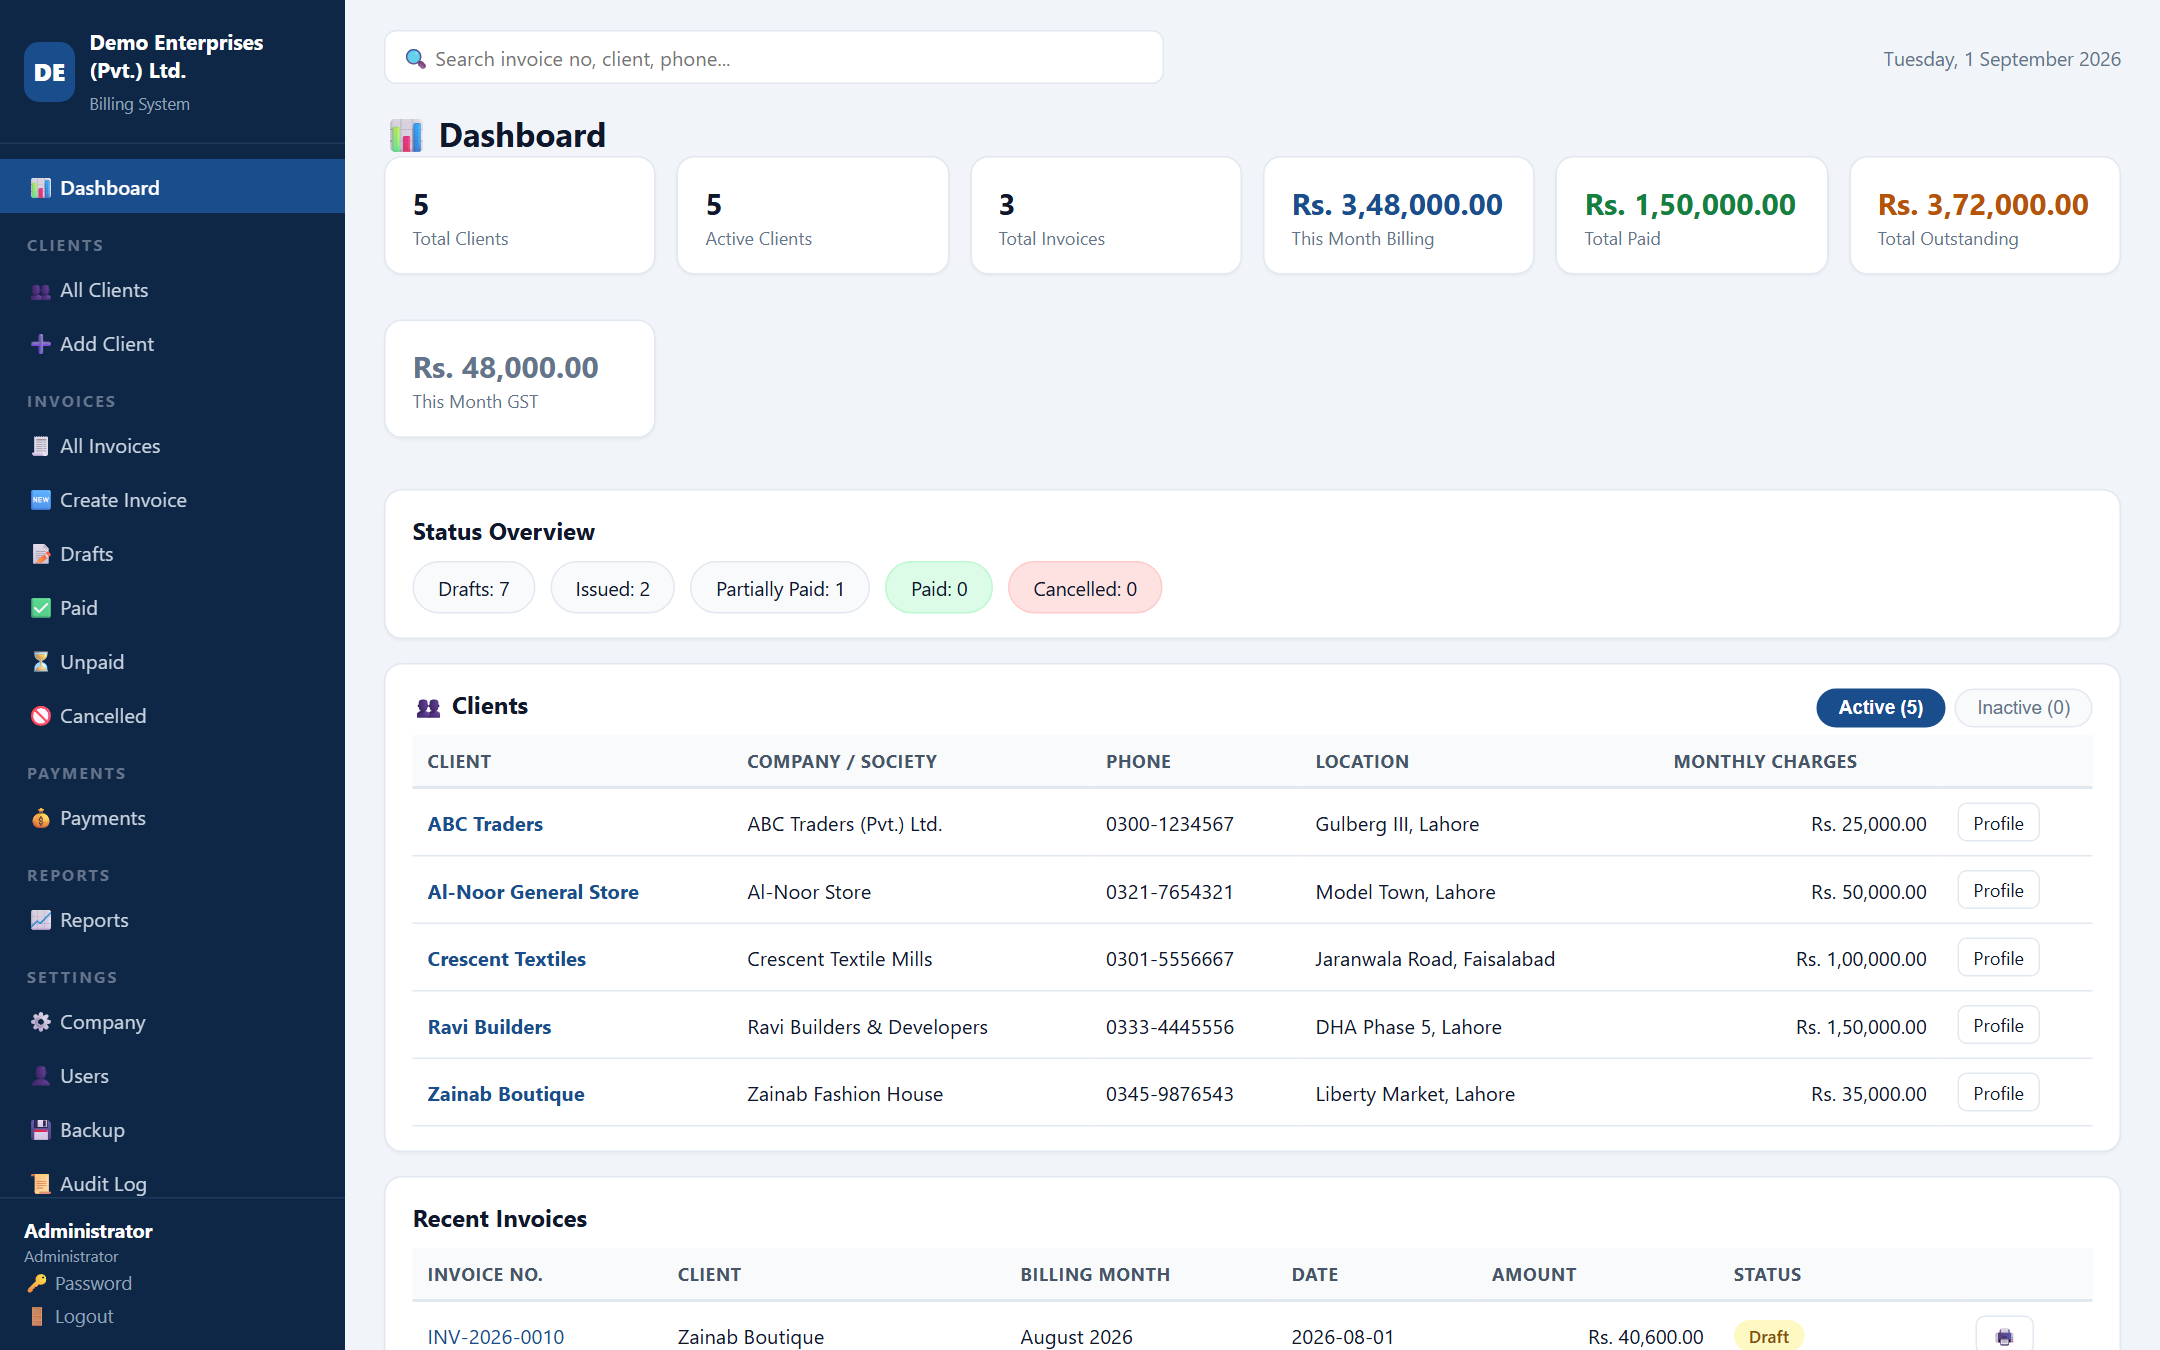 DE
Demo Enterprises
(Pvt.) Ltd.
Billing System
Dashboard
CLIENTS
All Clients
Add Client
INVOICES
All Invoices
NEW
Create Invoice
Drafts
Paid
Unpaid
Cancelled
PAYMENTS
Payments
REPORTS
Reports
SETTINGS
Company
Users
Backup
Audit Log
Administrator
Administrator
Password
Logout
Search invoice no, client, phone...
Tuesday, 1 September 2026
Dashboard
5
Total Clients
5
Active Clients
3
Total Invoices
Rs. 3,48,000.00
This Month Billing
Rs. 1,50,000.00
Total Paid
Rs. 3,72,000.00
Total Outstanding
Rs. 48,000.00
This Month GST
Status Overview
Drafts: 7 Issued: 2 Partially Paid: 1 Paid: 0 Cancelled: 0
Clients Active (5) Inactive (0)
CLIENT COMPANY / SOCIETY PHONE LOCATION MONTHLY CHARGES
ABC Traders ABC Traders (Pvt.) Ltd. 0300-1234567 Gulberg III, Lahore Rs. 25,000.00 Profile
Al-Noor General Store Al-Noor Store 0321-7654321 Model Town, Lahore Rs. 50,000.00 Profile
Crescent Textiles Crescent Textile Mills 0301-5556667 Jaranwala Road, Faisalabad Rs. 1,00,000.00 Profile
Ravi Builders Ravi Builders & Developers 0333-4445556 DHA Phase 5, Lahore Rs. 1,50,000.00 Profile
Zainab Boutique Zainab Fashion House 0345-9876543 Liberty Market, Lahore Rs. 35,000.00 Profile
Recent Invoices
INVOICE NO. CLIENT BILLING MONTH DATE AMOUNT STATUS
INV-2026-0010 Zainab Boutique August 2026 2026-08-01 Rs. 40,600.00 Draft